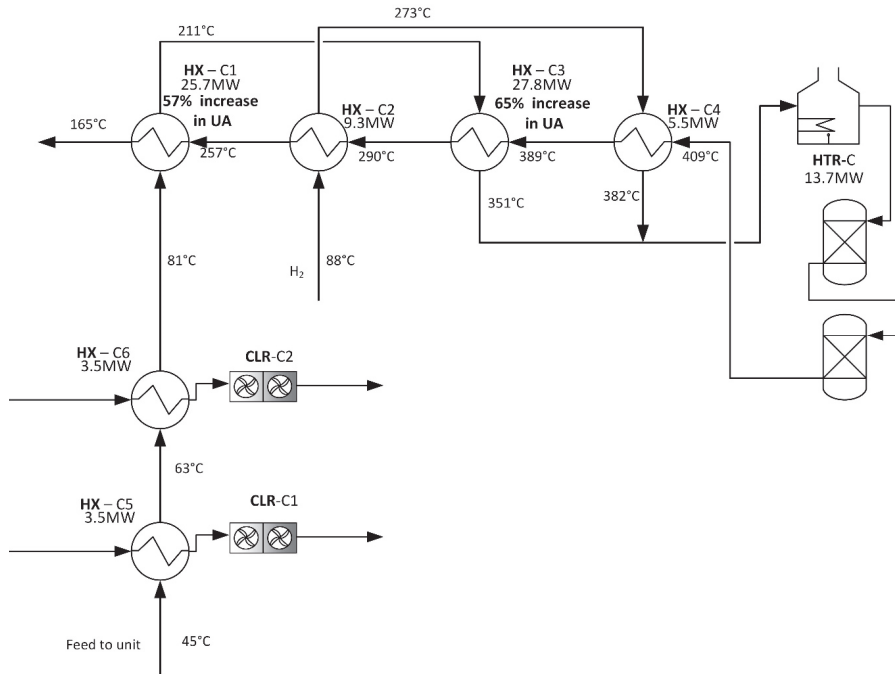 273°C
211°C
HX – C1
25.7MW
57% increase
in UA
HX – C3
27.8MW
65% increase
in UA
HX – C2
9.3MW
HX – C4
5.5MW
165°C
257°C
290°C
389°C
409°C
HTR-C
13.7MW
351°C
382°C
81°C
H₂
88°C
HX – C6
3.5MW
CLR-C2
63°C
HX – C5
3.5MW
CLR-C1
Feed to unit
45°C